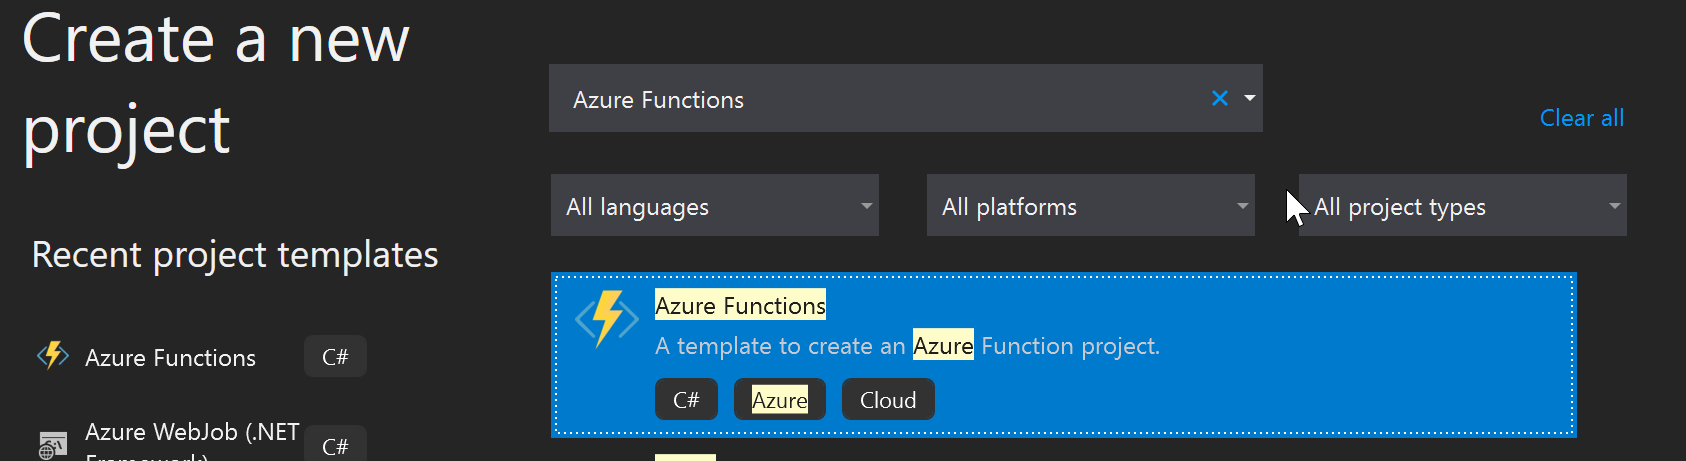 Create a new
project
Azure Functions
Clear all
All languages
All platforms
All project types
Recent project templates
Azure Functions
C#
Azure WebJob (.NET
Framework)
C#
Azure Functions
A template to create an Azure Function project.
C#
Azure
Cloud